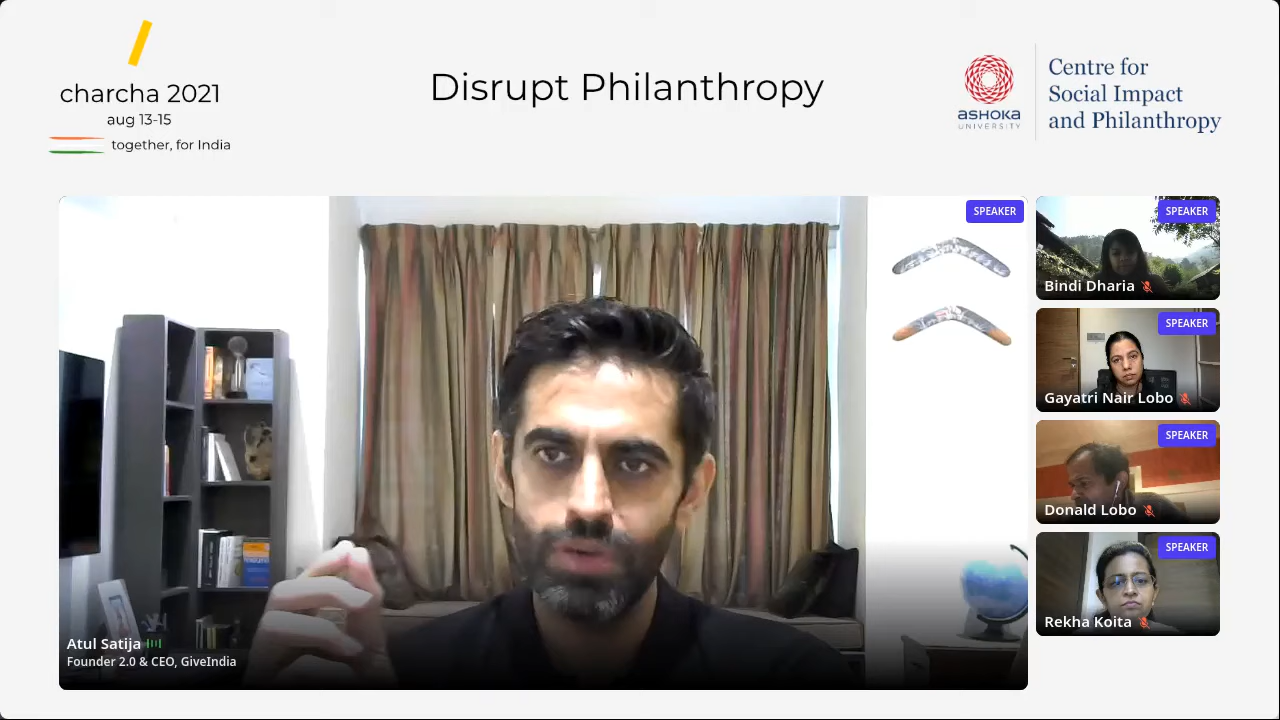 charcha 2021
aug 13-15
together, for India
Disrupt Philanthropy
ASHOKA
UNIVERSITY
Centre for
Social Impact
and Philanthropy
SPEAKER
Atul Satija
Founder 2.0 & CEO, GiveIndia
SPEAKER
Bindi Dharia
SPEAKER
Gayatri Nair Lobo
SPEAKER
Donald Lobo
SPEAKER
Rekha Koita